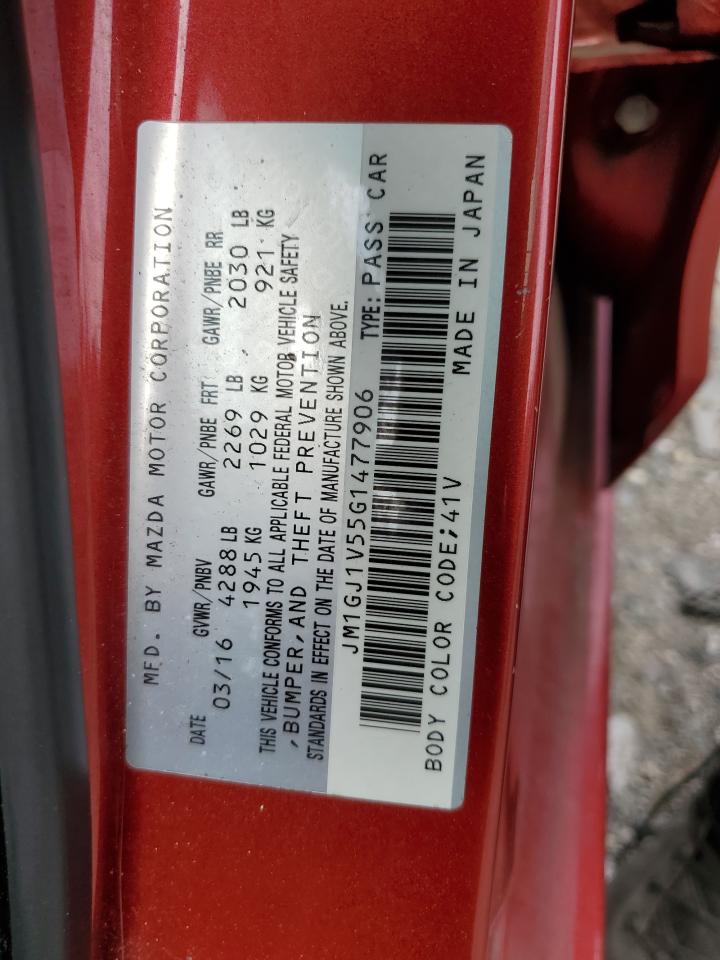 MFD. BY MAZDA MOTOR CORPORATION
DATE GVWR/PNBV GAWR/PNBE FRT GAWR/PNBE RR
03/16 4288 LB 2269 LB 2030 LB
1945 KG 1029 KG 921 KG
THIS VEHICLE CONFORMS TO ALL APPLICABLE FEDERAL MOTOR VEHICLE SAFETY
,BUMPER,AND THEFT PREVENTION
STANDARDS IN EFFECT ON THE DATE OF MANUFACTURE SHOWN ABOVE.
JM1GJ1V55G1477906 TYPE: PASS CAR
BODY COLOR CODE;41V MADE IN JAPAN